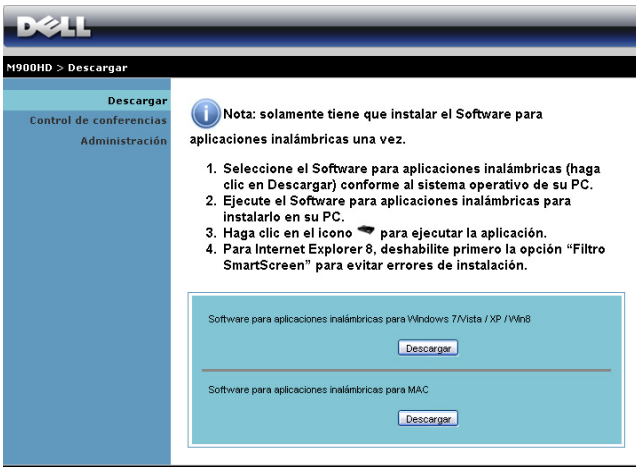 DELL
M900HD > Descargar
Descargar
Control de conferencias
Administración
Nota: solamente tiene que instalar el Software para
aplicaciones inalámbricas una vez.
1. Seleccione el Software para aplicaciones inalámbricas (haga
clic en Descargar) conforme al sistema operativo de su PC.
2. Ejecute el Software para aplicaciones inalámbricas para
instalarlo en su PC.
3. Haga clic en el icono para ejecutar la aplicación.
4. Para Internet Explorer 8, deshabilite primero la opción “Filtro
SmartScreen” para evitar errores de instalación.
Software para aplicaciones inalámbricas para Windows 7/Vista / XP / Win8
Descargar
Software para aplicaciones inalámbricas para MAC
Descargar